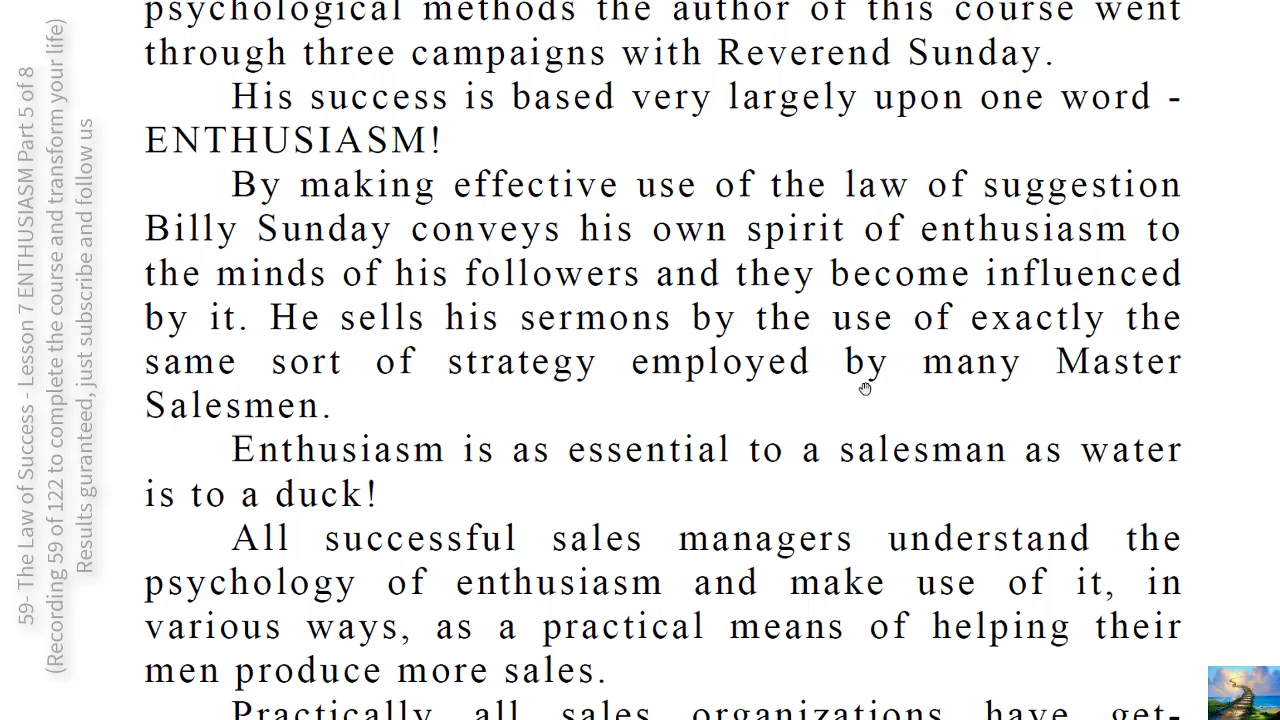 psychological methods the author of this course went
through three campaigns with Reverend Sunday.
His success is based very largely upon one word -
ENTHUSIASM!
By making effective use of the law of suggestion
Billy Sunday conveys his own spirit of enthusiasm to
the minds of his followers and they become influenced
by it. He sells his sermons by the use of exactly the
same sort of strategy employed by many Master
Salesmen.
Enthusiasm is as essential to a salesman as water
is to a duck!
All successful sales managers understand the
psychology of enthusiasm and make use of it, in
various ways, as a practical means of helping their
men produce more sales.
Practically all sales organizations have get-
59- The Law of Success - Lesson 7 ENTHUSIASM Part 5 of 8
(Recording 59 of 122 to complete the course and transform your life)
Results guranteed, just subscribe and follow us